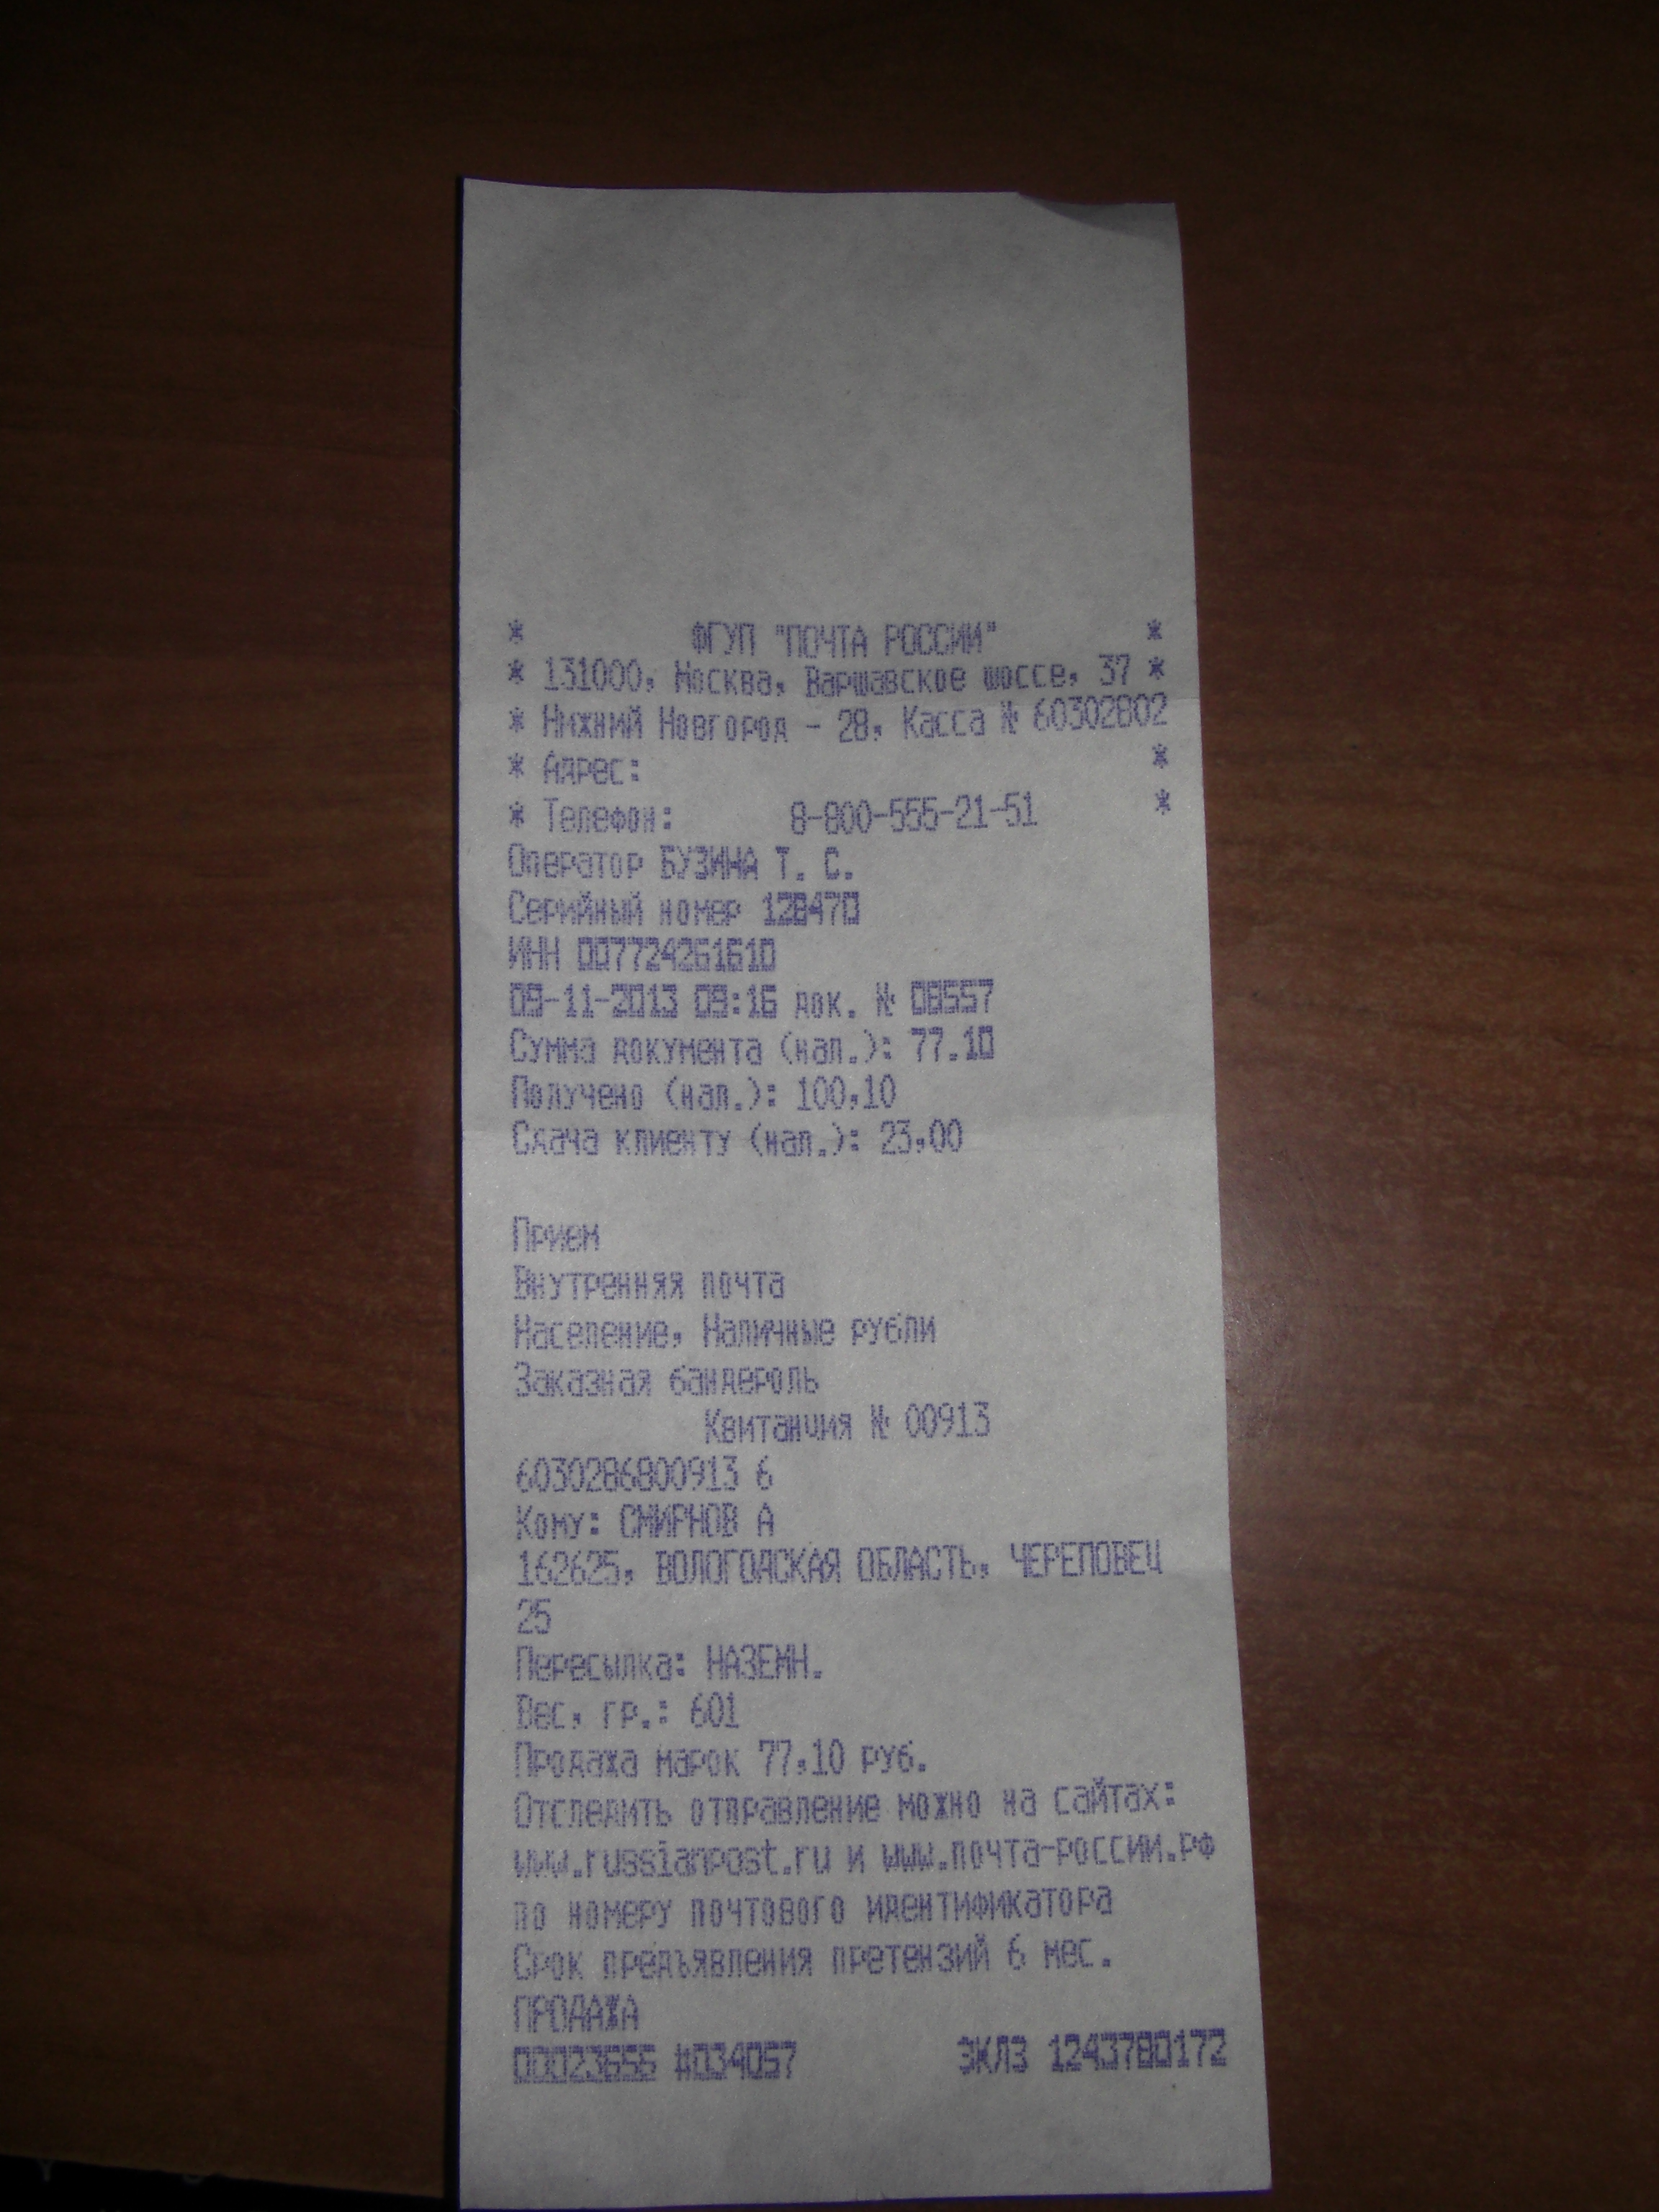 * ФГУП "ПОЧТА РОССИИ" *
* 131000, Москва, Варшавское шоссе, 37 *
* Нижний Новгород - 28, Касса № 60302802
* Адрес: *
* Телефон: 8-800-555-21-51 *
Оператор БУЗИНА Т. С.
Серийный номер 128470
ИНН 007724261610
09-11-2013 09:16 док. № 08557
Сумма документа (нал.): 77.10
Получено (нал.): 100,10
Сдача клиенту (нал.): 23,00
Прием
Внутренняя почта
Население, Наличные рубли
Заказная бандероль
Квитанция № 00913
6030286800913 6
Кому: СМИРНОВ А
162625, ВОЛОГОДСКАЯ ОБЛАСТЬ, ЧЕРЕПОВЕЦ
25
Пересылка: НАЗЕМН.
Вес, гр.: 601
Продажа марок 77,10 руб.
Отследить отправление можно на сайтах:
www.russianpost.ru и www.почта-россии.рф
по номеру почтового идентификатора
Срок предъявления претензий 6 мес.
ПРОДАЖА
00023655 #034057 ЭКЛЗ 1243780172